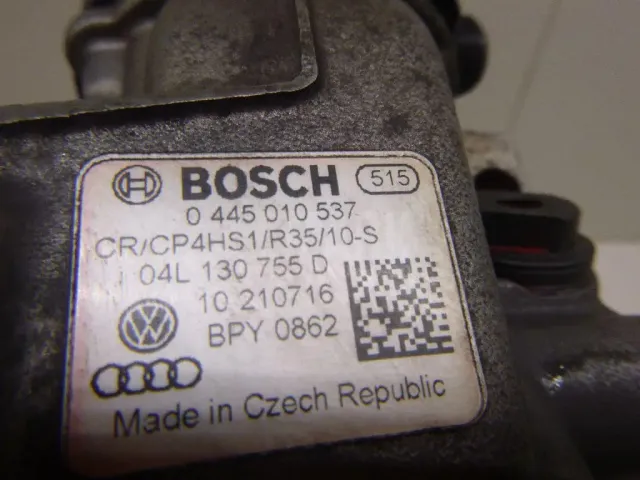 BOSCH 515
0 445 010 537
CR/CP4HS1/R35/10-S
04L 130 755 D
10 210716
BPY 0862
Made in Czech Republic